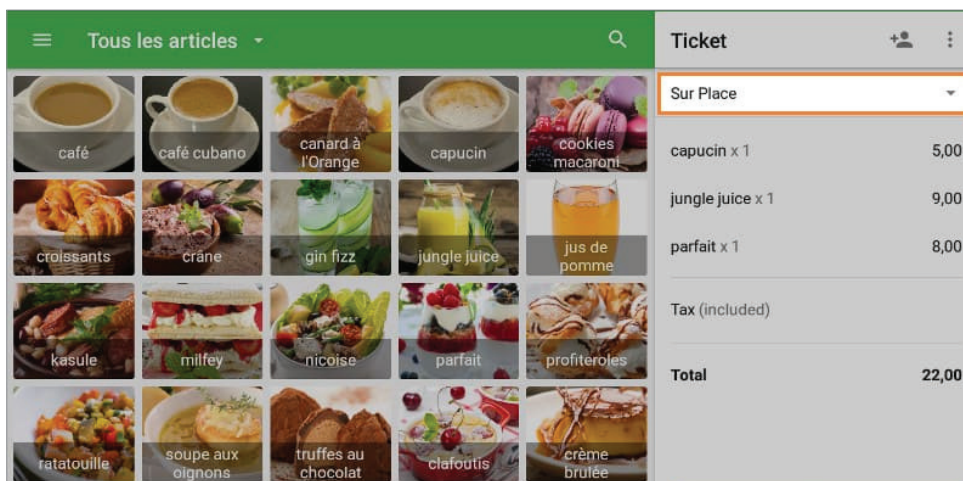 Tous les articles
café
café cubano
canard à
l'Orange
capucin
cookies
macaroni
croissants
crâne
gin fizz
jungle juice
jus de
pomme
kasule
milfey
nicoise
parfait
profiteroles
ratatouille
soupe aux
oignons
truffes au
chocolat
clafoutis
crème
brulée
Ticket
Sur Place
capucin x 1 5,00
jungle juice x 1 9,00
parfait x 1 8,00
Tax (included)
Total 22,00